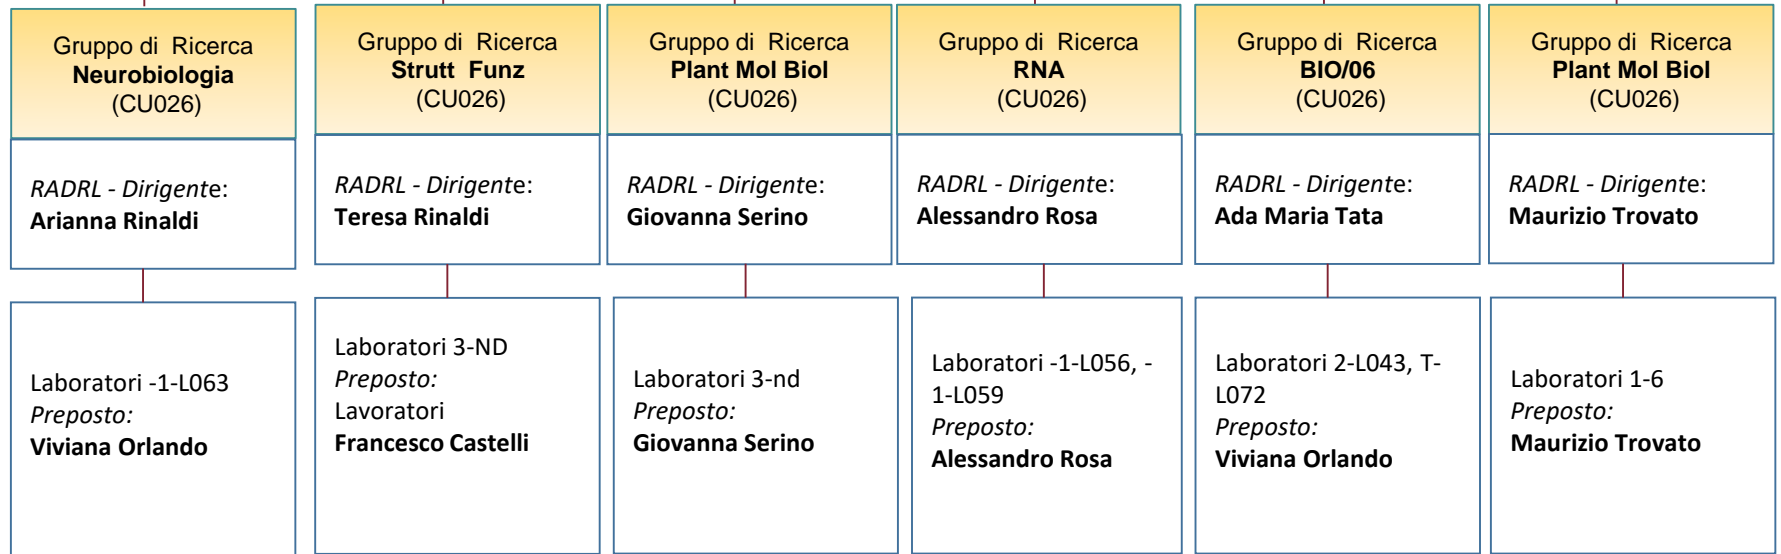 Gruppo di Ricerca
Neurobiologia
(CU026)
RADRL - Dirigente:
Arianna Rinaldi
Laboratori -1-L063
Preposto:
Viviana Orlando
Gruppo di Ricerca
Strutt Funz
(CU026)
RADRL - Dirigente:
Teresa Rinaldi
Laboratori 3-ND
Preposto:
Lavoratori
Francesco Castelli
Gruppo di Ricerca
Plant Mol Biol
(CU026)
RADRL - Dirigente:
Giovanna Serino
Laboratori 3-nd
Preposto:
Giovanna Serino
Gruppo di Ricerca
RNA
(CU026)
RADRL - Dirigente:
Alessandro Rosa
Laboratori -1-L056, -
1-L059
Preposto:
Alessandro Rosa
Gruppo di Ricerca
BIO/06
(CU026)
RADRL - Dirigente:
Ada Maria Tata
Laboratori 2-L043, T-
L072
Preposto:
Viviana Orlando
Gruppo di Ricerca
Plant Mol Biol
(CU026)
RADRL - Dirigente:
Maurizio Trovato
Laboratori 1-6
Preposto:
Maurizio Trovato